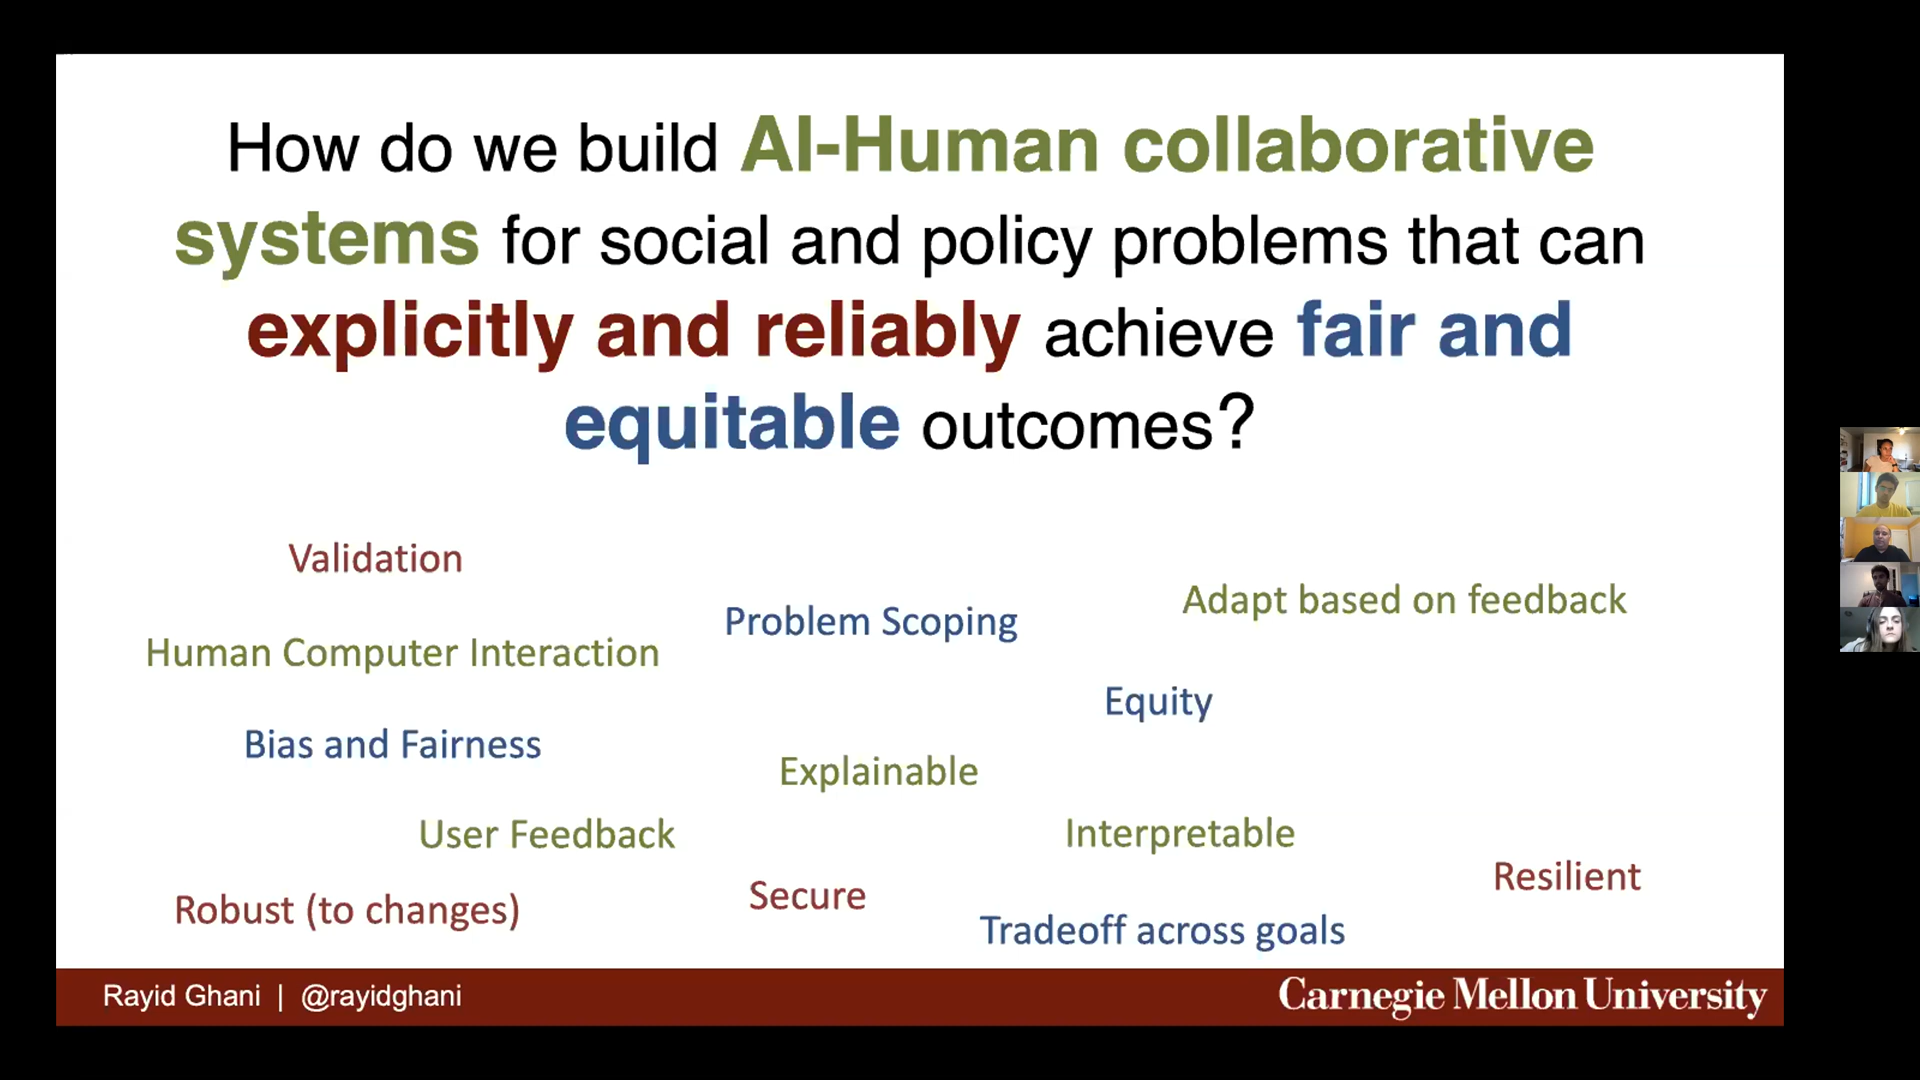 How do we build AI-Human collaborative
systems for social and policy problems that can
explicitly and reliably achieve fair and
equitable outcomes?
Validation
Adapt based on feedback
Problem Scoping
Human Computer Interaction
Equity
Bias and Fairness
Explainable
User Feedback
Interpretable
Resilient
Secure
Robust (to changes)
Tradeoff across goals
Rayid Ghani | @rayidghani
Carnegie Mellon University